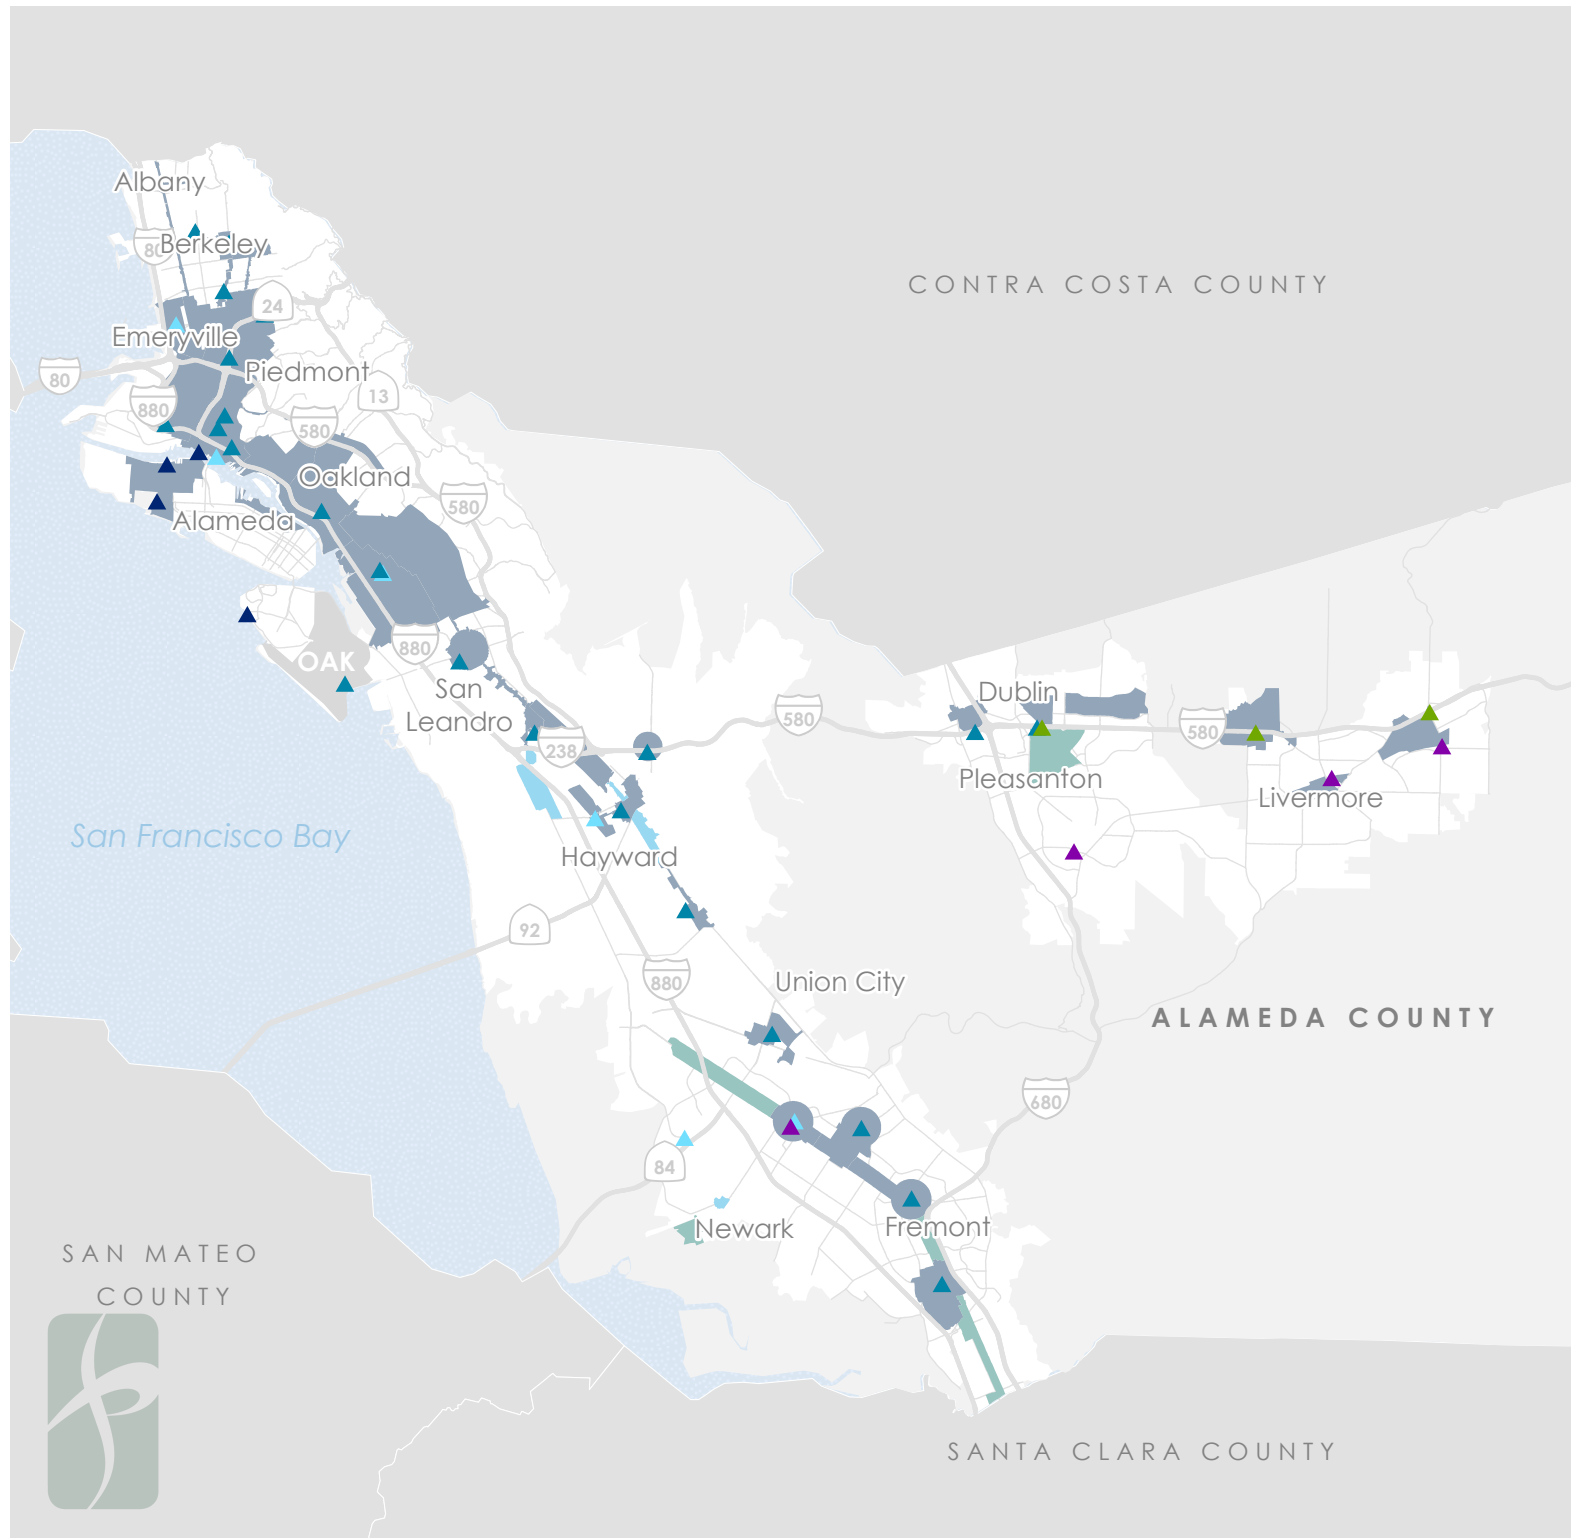 Albany
80
Berkeley
CONTRA COSTA COUNTY
24
Emeryville
Piedmont
80
13
880
580
Oakland
580
Alameda
880
OAK
San
Leandro
Dublin
580
580
238
Pleasanton
Livermore
San Francisco Bay
Hayward
92
880
Union City
ALAMEDA COUNTY
680
84
Newark
Fremont
SAN MATEO
COUNTY
SANTA CLARA COUNTY